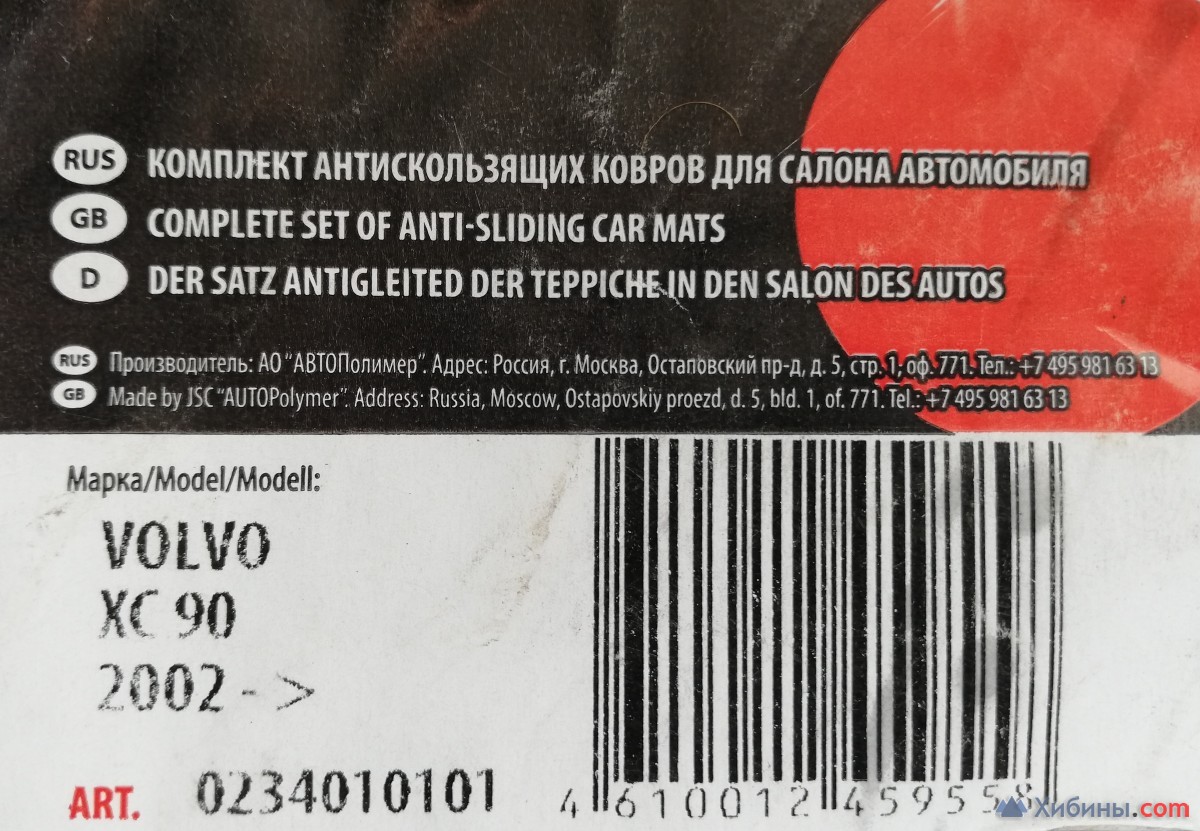 RUS КОМПЛЕКТ АНТИСКОЛЬЗЯЩИХ КОВРОВ ДЛЯ САЛОНА АВТОМОБИЛЯ
GB COMPLETE SET OF ANTI-SLIDING CAR MATS
D DER SATZ ANTIGLEITED DER TEPPICHE IN DEN SALON DES AUTOS
RUS Производитель: АО "АВТОПолимер". Адрес: Россия, г. Москва, Остаповский пр-д, д. 5, стр. 1, оф. 771. Тел.: +7 495 981 63 13
GB Made by JSC "AUTOPolymer". Address: Russia, Moscow, Ostapovskiy proezd, d. 5, bld. 1, of. 771. Tel.: +7 495 981 63 13
Марка/Model/Modell:
VOLVO
XC 90
2002 - >
ART. 0234010101
4 610012 459558
Хибины.com